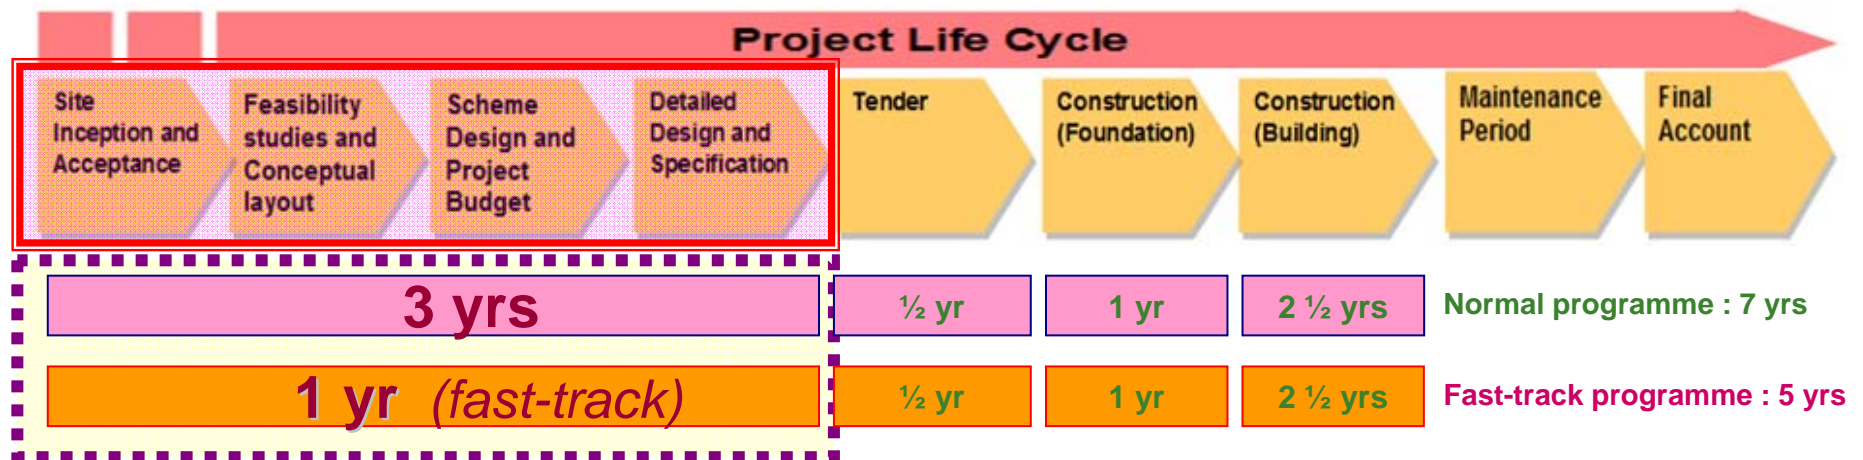 Project Life Cycle
Site
Inception and
Acceptance
Feasibility
studies and
Conceptual
layout
Scheme
Design and
Project
Budget
Detailed
Design and
Specification
Tender
Construction
(Foundation)
Construction
(Building)
Maintenance
Period
Final
Account
3 yrs
½ yr
1 yr
2 ½ yrs
Normal programme : 7 yrs
1 yr (fast-track)
½ yr
1 yr
2 ½ yrs
Fast-track programme : 5 yrs